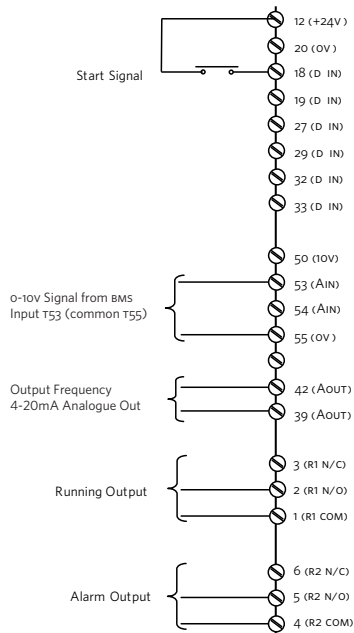 12 (+24V)
20 (0V)
Start Signal
18 (D IN)
19 (D IN)
27 (D IN)
29 (D IN)
32 (D IN)
33 (D IN)
50 (10V)
0-10V Signal from BMS
Input T53 (common T55)
53 (AIN)
54 (AIN)
55 (0V)
Output Frequency
4-20mA Analogue Out
42 (AOUT)
39 (AOUT)
Running Output
3 (R1 N/C)
2 (R1 N/O)
1 (R1 COM)
Alarm Output
6 (R2 N/C)
5 (R2 N/O)
4 (R2 COM)